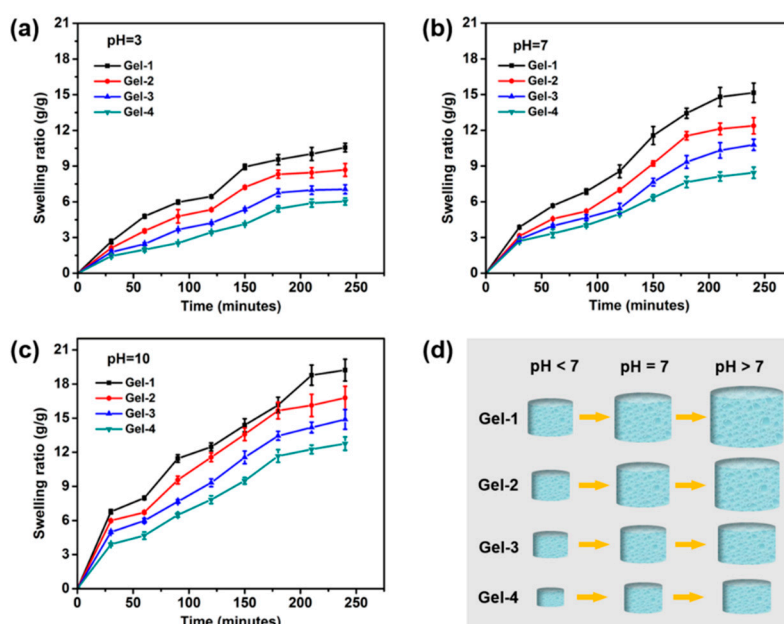 (a)
pH=3
Gel-1
Gel-2
Gel-3
Gel-4
Swelling ratio (g/g)
21
18
15
12
9
6
3
0
0 50 100 150 200 250
Time (minutes)
(b)
pH=7
Gel-1
Gel-2
Gel-3
Gel-4
Swelling ratio (g/g)
21
18
15
12
9
6
3
0
0 50 100 150 200 250
Time (minutes)
(c)
pH=10
Gel-1
Gel-2
Gel-3
Gel-4
Swelling ratio (g/g)
21
18
15
12
9
6
3
0
0 50 100 150 200 250
Time (minutes)
(d)
pH < 7 pH = 7 pH > 7
Gel-1
Gel-2
Gel-3
Gel-4